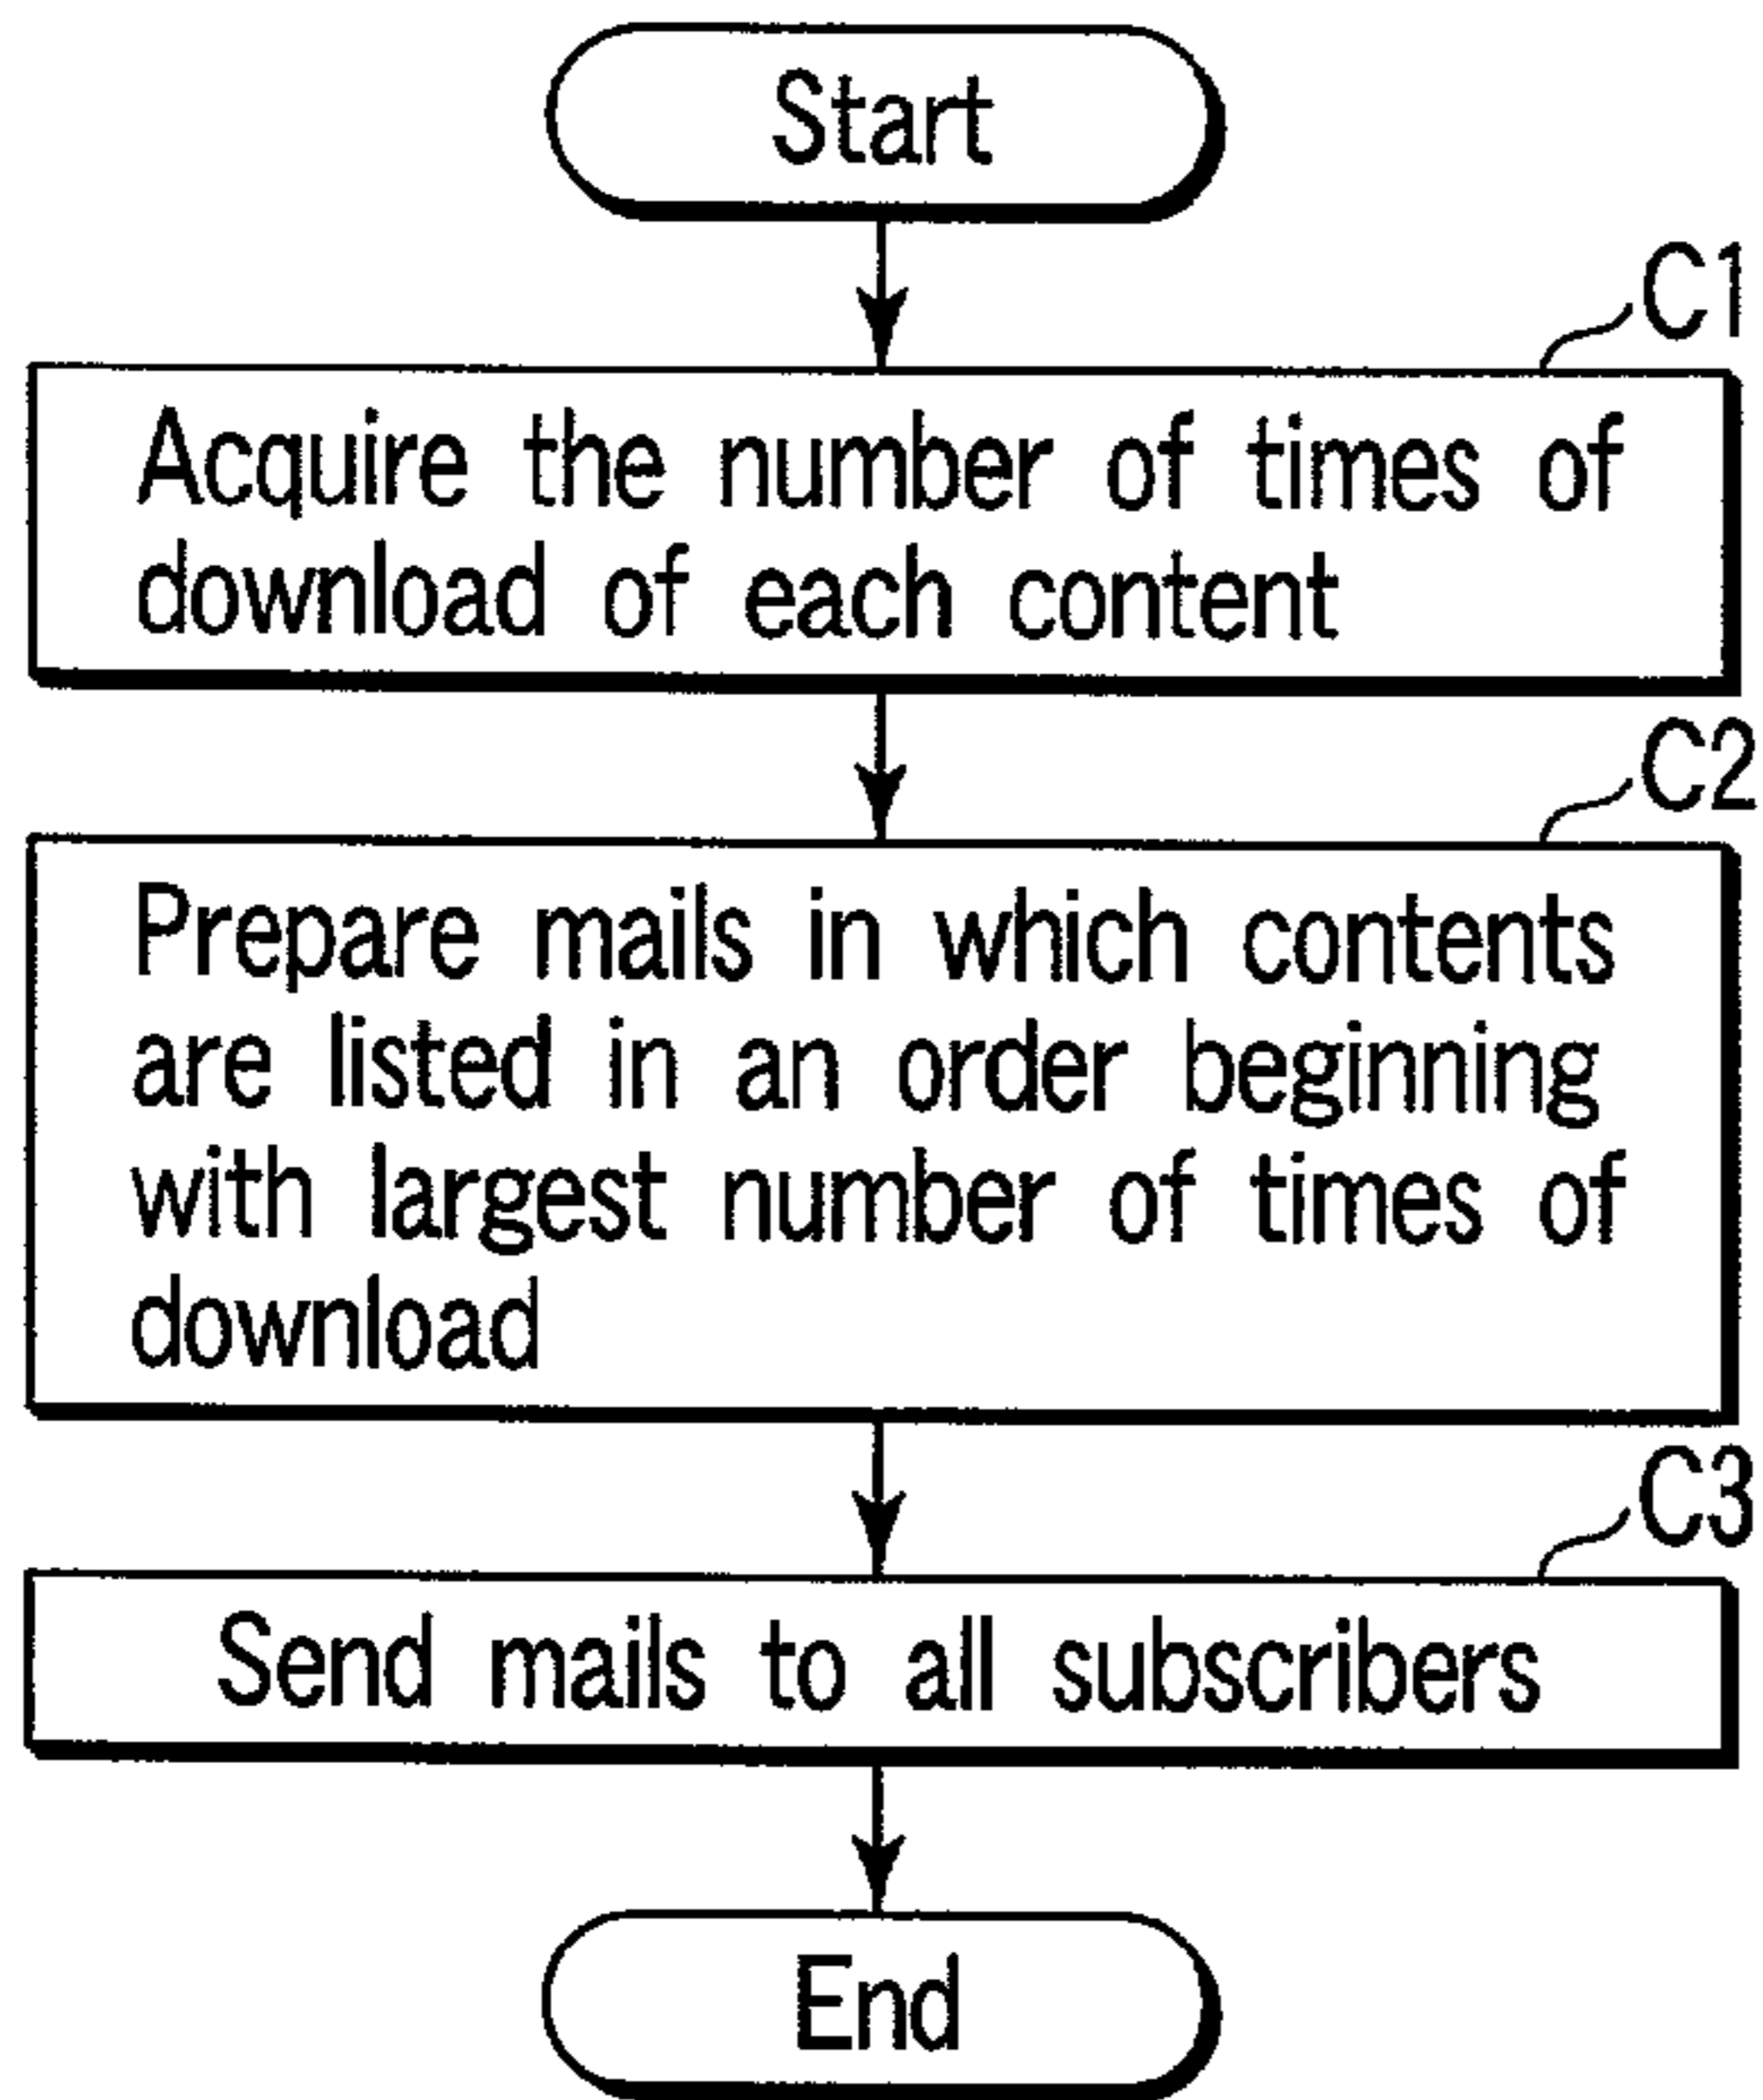 Start
C1
Acquire the number of times of
download of each content
C2
Prepare mails in which contents
are listed in an order beginning
with largest number of times of
download
C3
Send mails to all subscribers
End